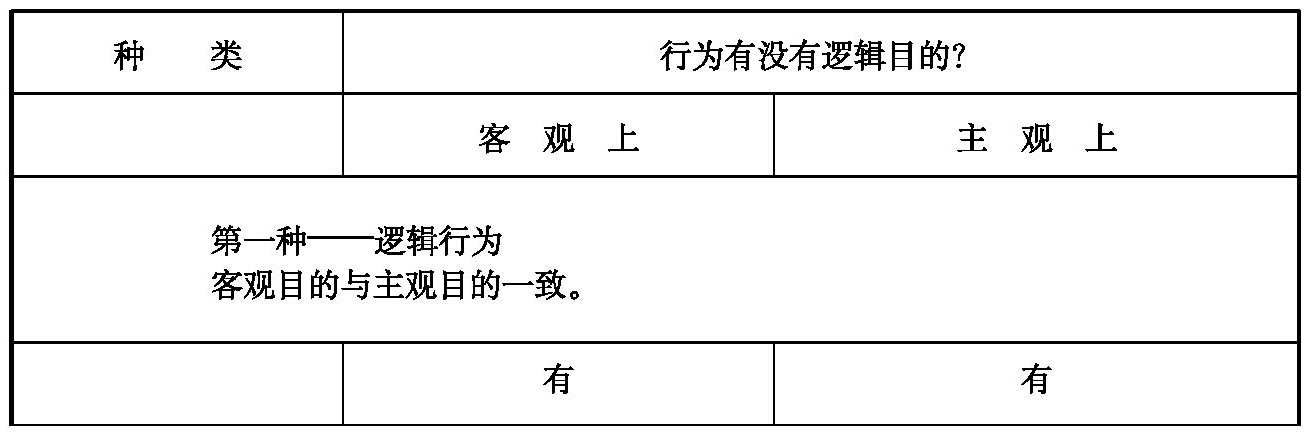 种 类 行为有没有逻辑目的？
客 观 上 主 观 上
第一种——逻辑行为
客观目的与主观目的一致。
有 有